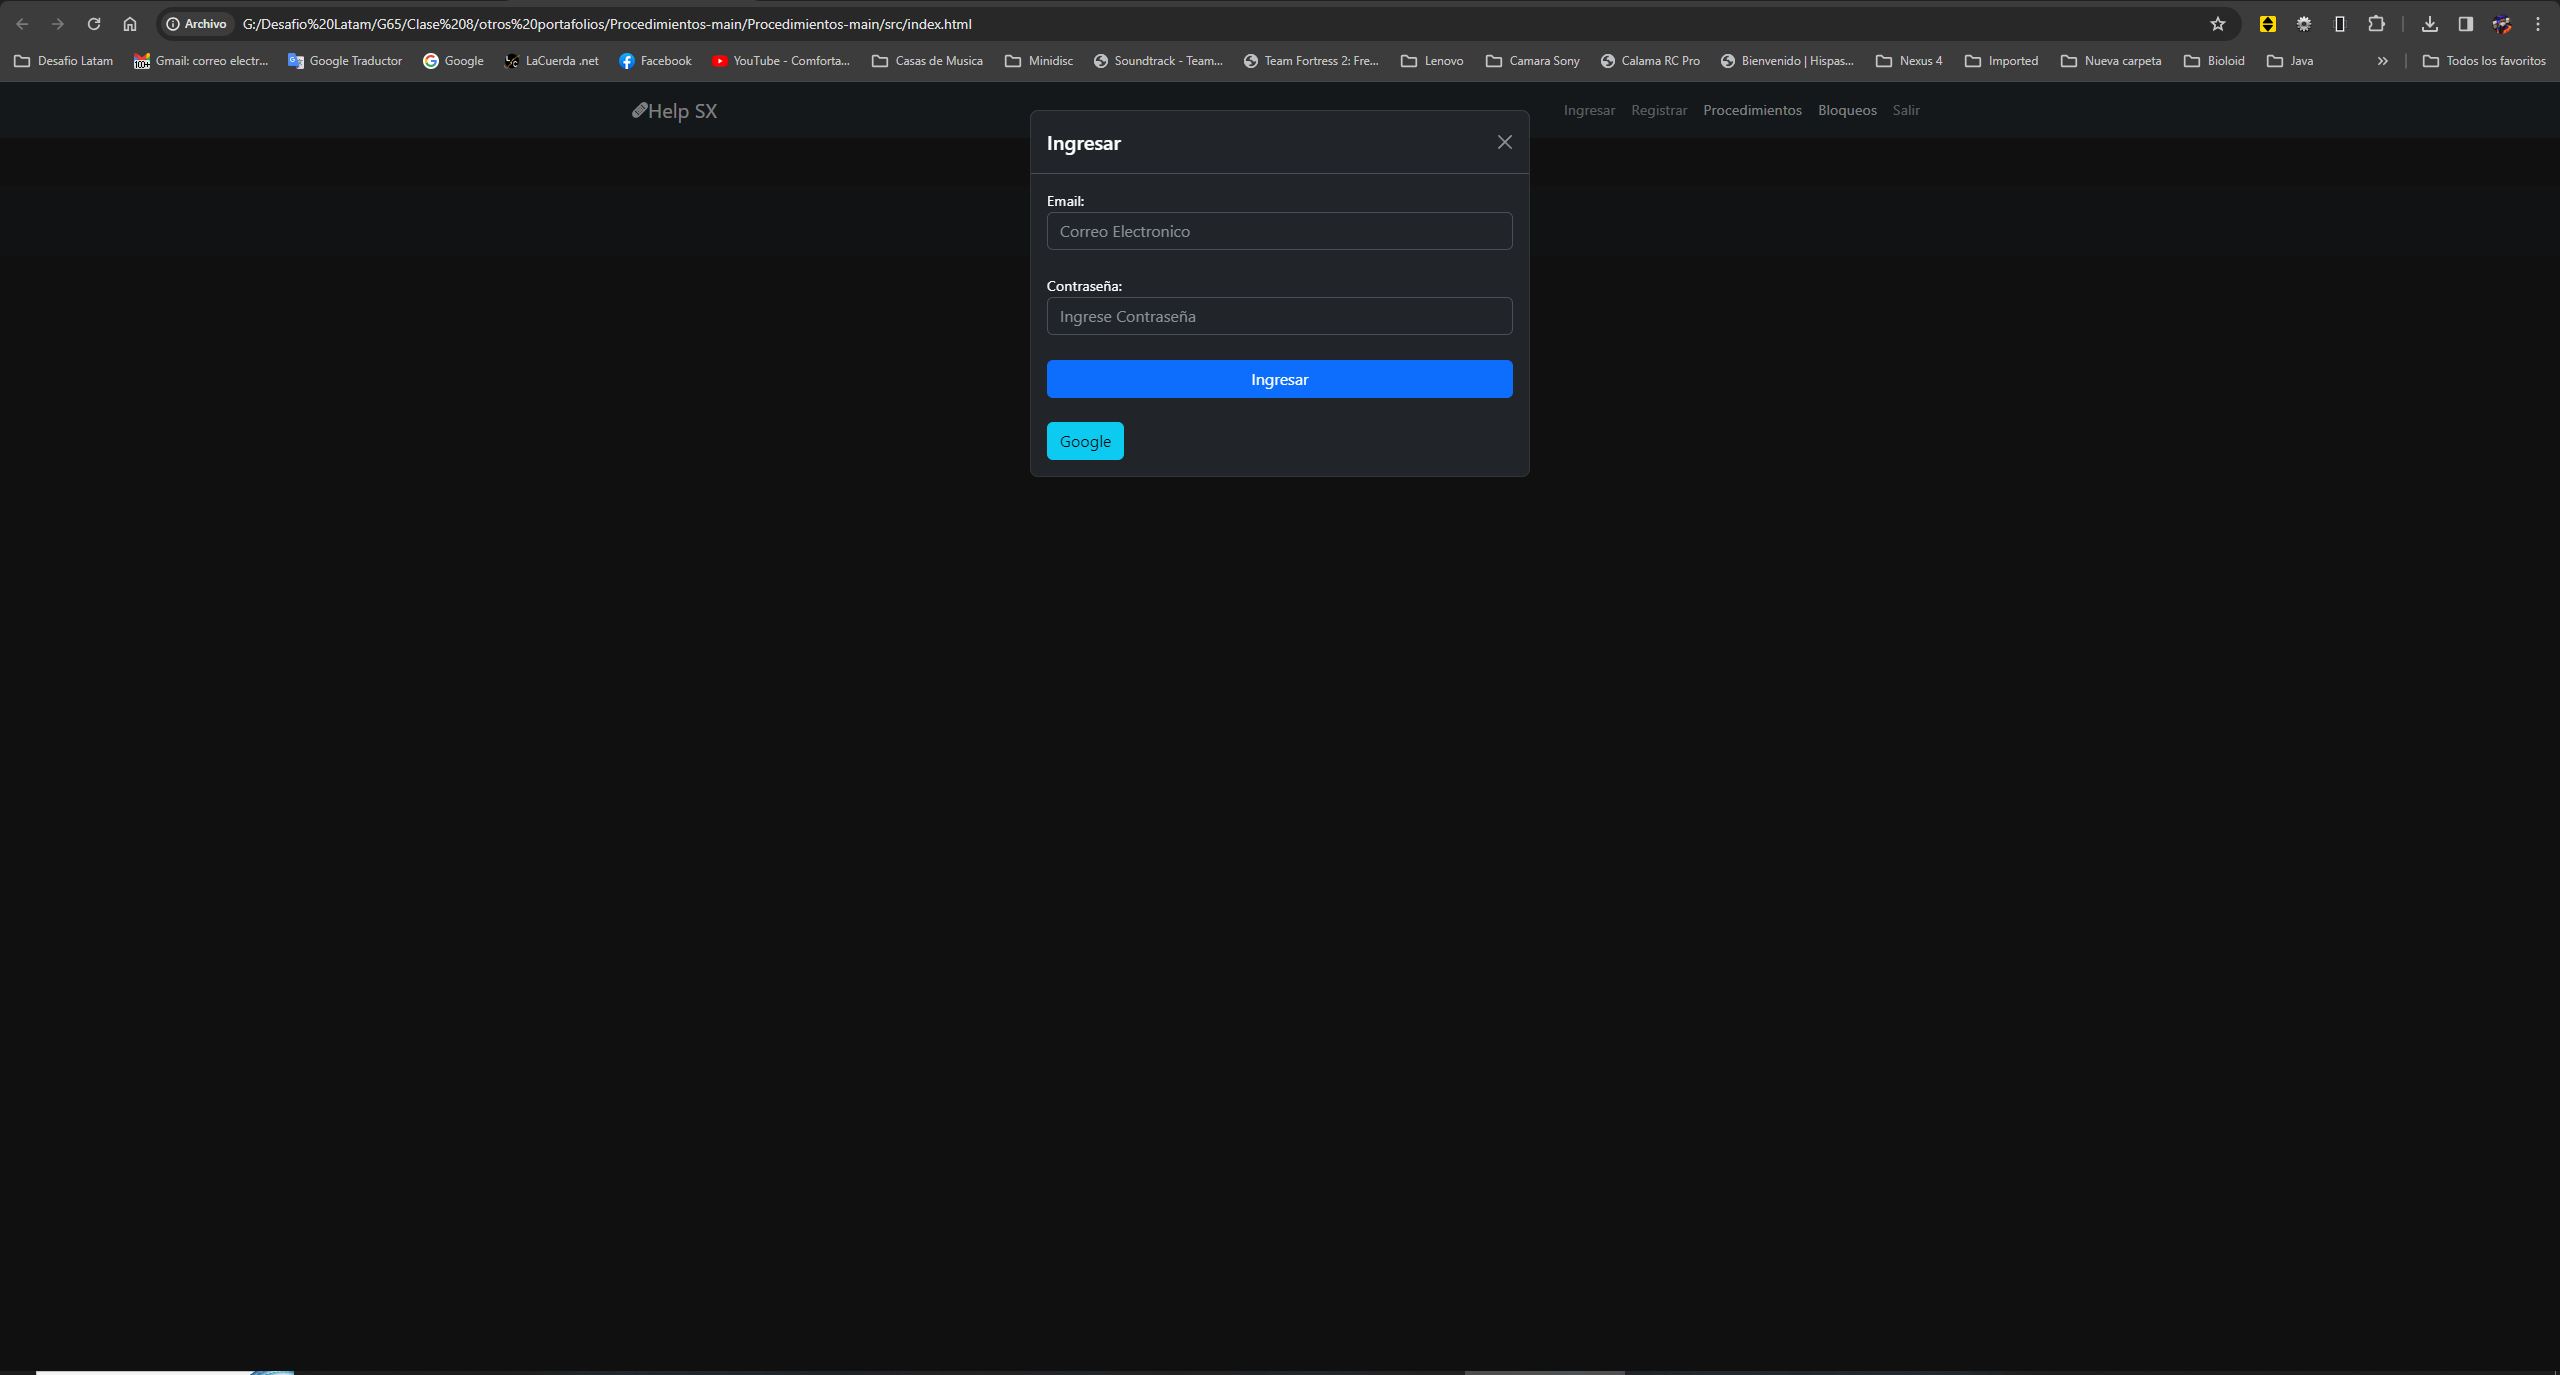 Archivo G:/Desafio%20Latam/G65/Clase%208/otros%20portafolios/Procedimientos-main/Procedimientos-main/src/index.html
Desafio Latam Gmail: correo electr... Google Traductor Google LaCuerda .net Facebook YouTube - Comforta... Casas de Musica Minidisc Soundtrack - Team... Team Fortress 2: Fre... Lenovo Camara Sony Calama RC Pro Bienvenido | Hispas... Nexus 4 Imported Nueva carpeta Bioloid Java » Todos los favoritos
Help SX Ingresar Registrar Procedimientos Bloqueos Salir
Ingresar
Email:
Correo Electronico
Contraseña:
Ingrese Contraseña
Ingresar
Google